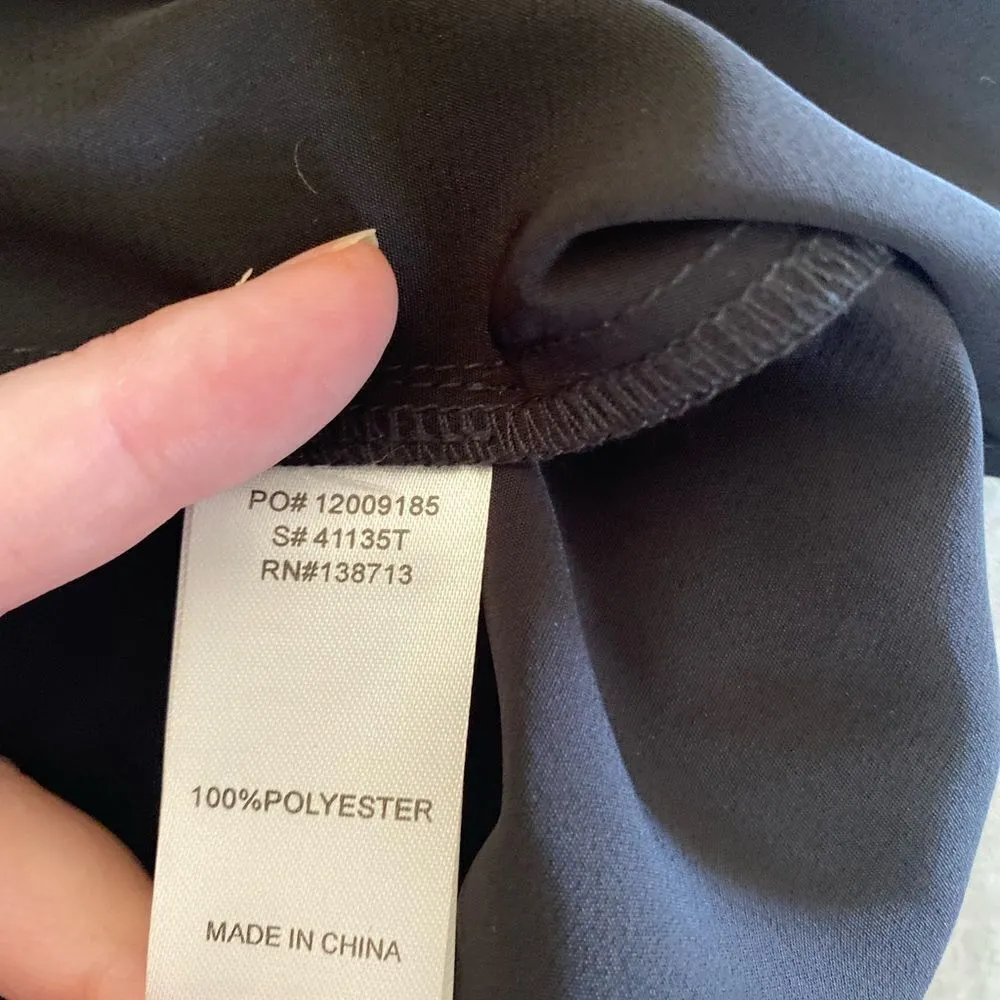 PO# 12009185
S# 41135T
RN#138713
100%POLYESTER
MADE IN CHINA